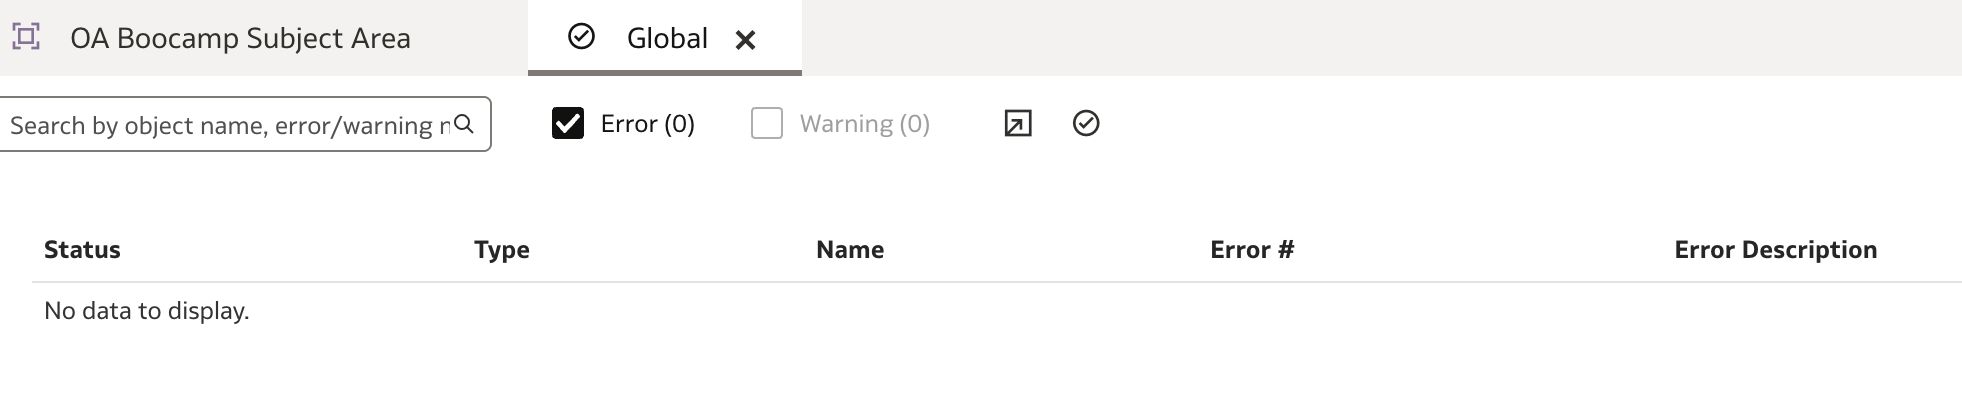 OA Boocamp Subject Area Global
Search by object name, error/warning n Error (0) Warning (0)
Status Type Name Error # Error Description
No data to display.